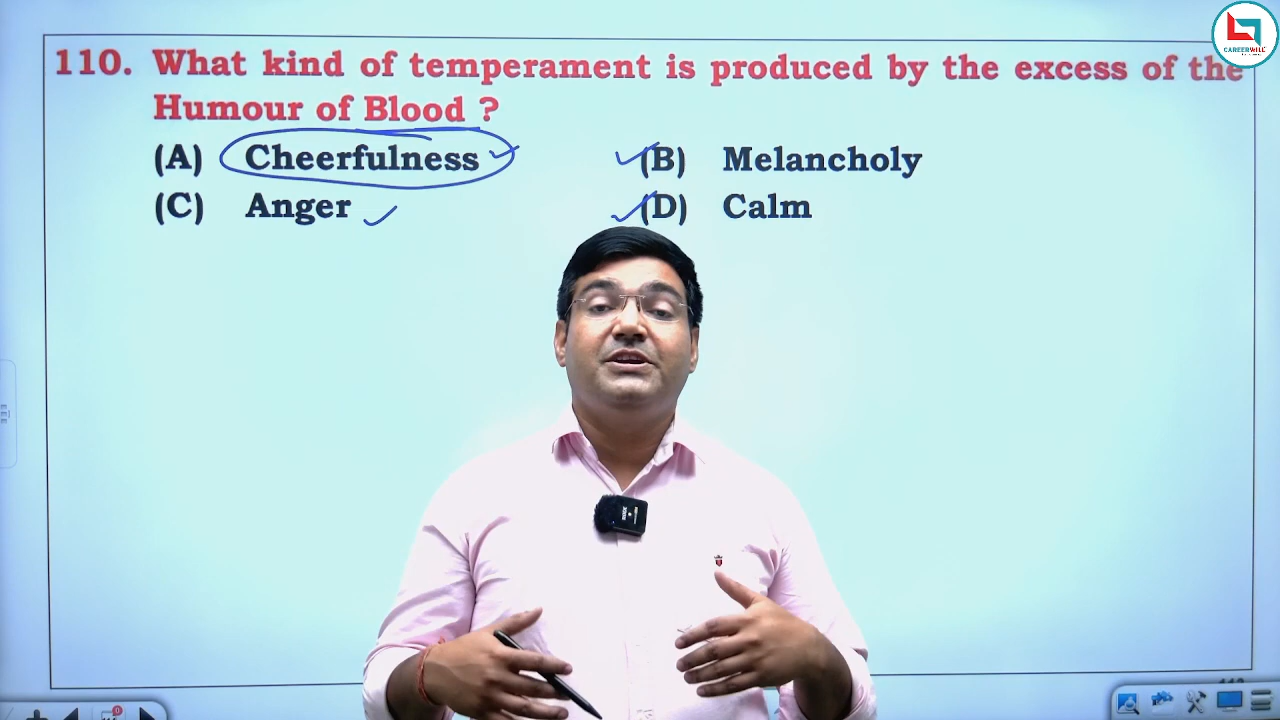 CAREERWILL
110. What kind of temperament is produced by the excess of the
Humour of Blood ?
(A) Cheerfulness (B) Melancholy
(C) Anger (D) Calm